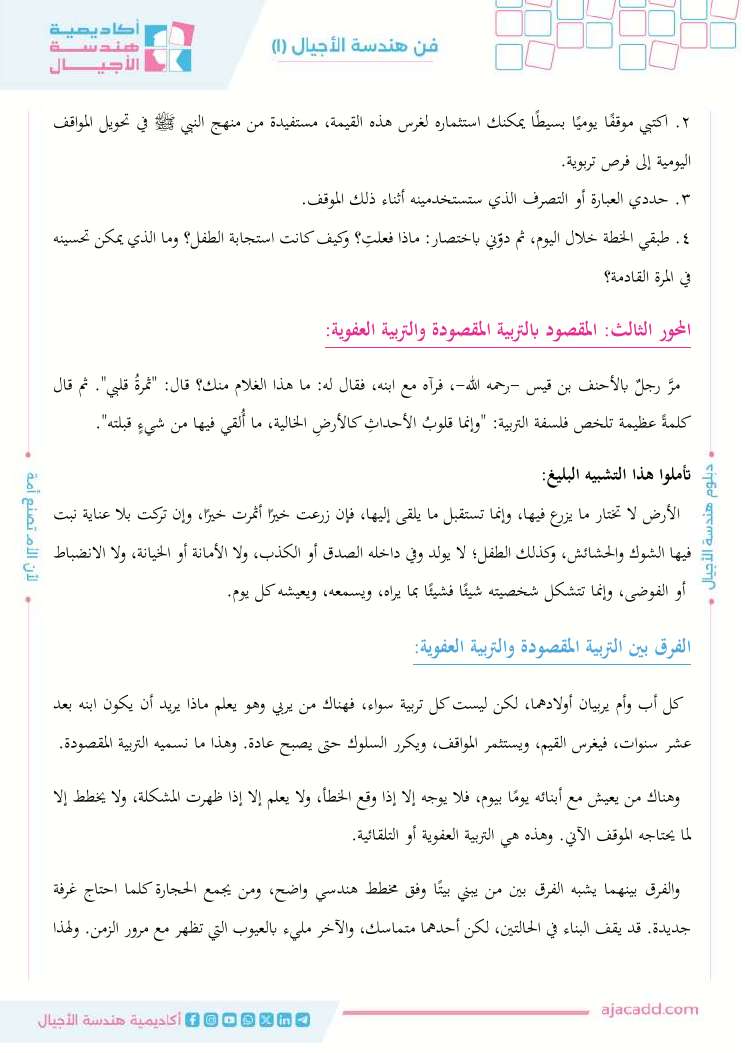 أكاديمية
هندسة
الأجيال
فن هندسة الأجيال (١)
٢. اكتبي موقفًا يوميًا بسيطًا يمكنك استثماره لغرس هذه القيمة، مستفيدة من منهج النبي ﷺ في تحويل المواقف
اليومية إلى فرص تربوية.
٣. حددي العبارة أو التصرف الذي ستستخدمينه أثناء ذلك الموقف.
٤. طبقي الخطة خلال اليوم، ثم دوّني باختصار: ماذا فعلتِ؟ وكيف كانت استجابة الطفل؟ وما الذي يمكن تحسينه
في المرة القادمة؟
المحور الثالث: المقصود بالتربية المقصودة والتربية العفوية:
مرَّ رجلٌ بالأحنف بن قيس –رحمه الله–، فرآه مع ابنه، فقال له: ما هذا الغلام منك؟ قال: "ثمرةُ قلبي". ثم قال
كلمةً عظيمة تلخص فلسفة التربية: "وإنما قلوبُ الأحداثِ كالأرضِ الخالية، ما أُلقي فيها من شيءٍ قبلته".
تأملوا هذا التشبيه البليغ:
الأرض لا تختار ما يزرع فيها، وإنما تستقبل ما يلقى إليها، فإن زرعت خيرًا أثمرت خيرًا، وإن تركت بلا عناية نبت
فيها الشوك والحشائش، وكذلك الطفل؛ لا يولد وفي داخله الصدق أو الكذب، ولا الأمانة أو الخيانة، ولا الانضباط
أو الفوضى، وإنما تتشكل شخصيته شيئًا فشيئًا بما يراه، ويسمعه، ويعيشه كل يوم.
الفرق بين التربية المقصودة والتربية العفوية:
كل أب وأم يربيان أولادهما، لكن ليست كل تربية سواء، فهناك من يربي وهو يعلم ماذا يريد أن يكون ابنه بعد
عشر سنوات، فيغرس القيم، ويستثمر المواقف، ويكرر السلوك حتى يصبح عادة. وهذا ما نسميه التربية المقصودة.
وهناك من يعيش مع أبنائه يومًا بيوم، فلا يوجه إلا إذا وقع الخطأ، ولا يعلم إلا إذا ظهرت المشكلة، ولا يخطط إلا
لما يحتاجه الموقف الآني. وهذه هي التربية العفوية أو التلقائية.
والفرق بينهما يشبه الفرق بين من يبني بيتًا وفق مخطط هندسي واضح، ومن يجمع الحجارة كلما احتاج غرفة
جديدة. قد يقف البناء في الحالتين، لكن أحدهما متماسك، والآخر مليء بالعيوب التي تظهر مع مرور الزمن. ولهذا
دبلوم هندسة الأجيال
لأن الأم تصنع أمة
ajacadd.com
أكاديمية هندسة الأجيال